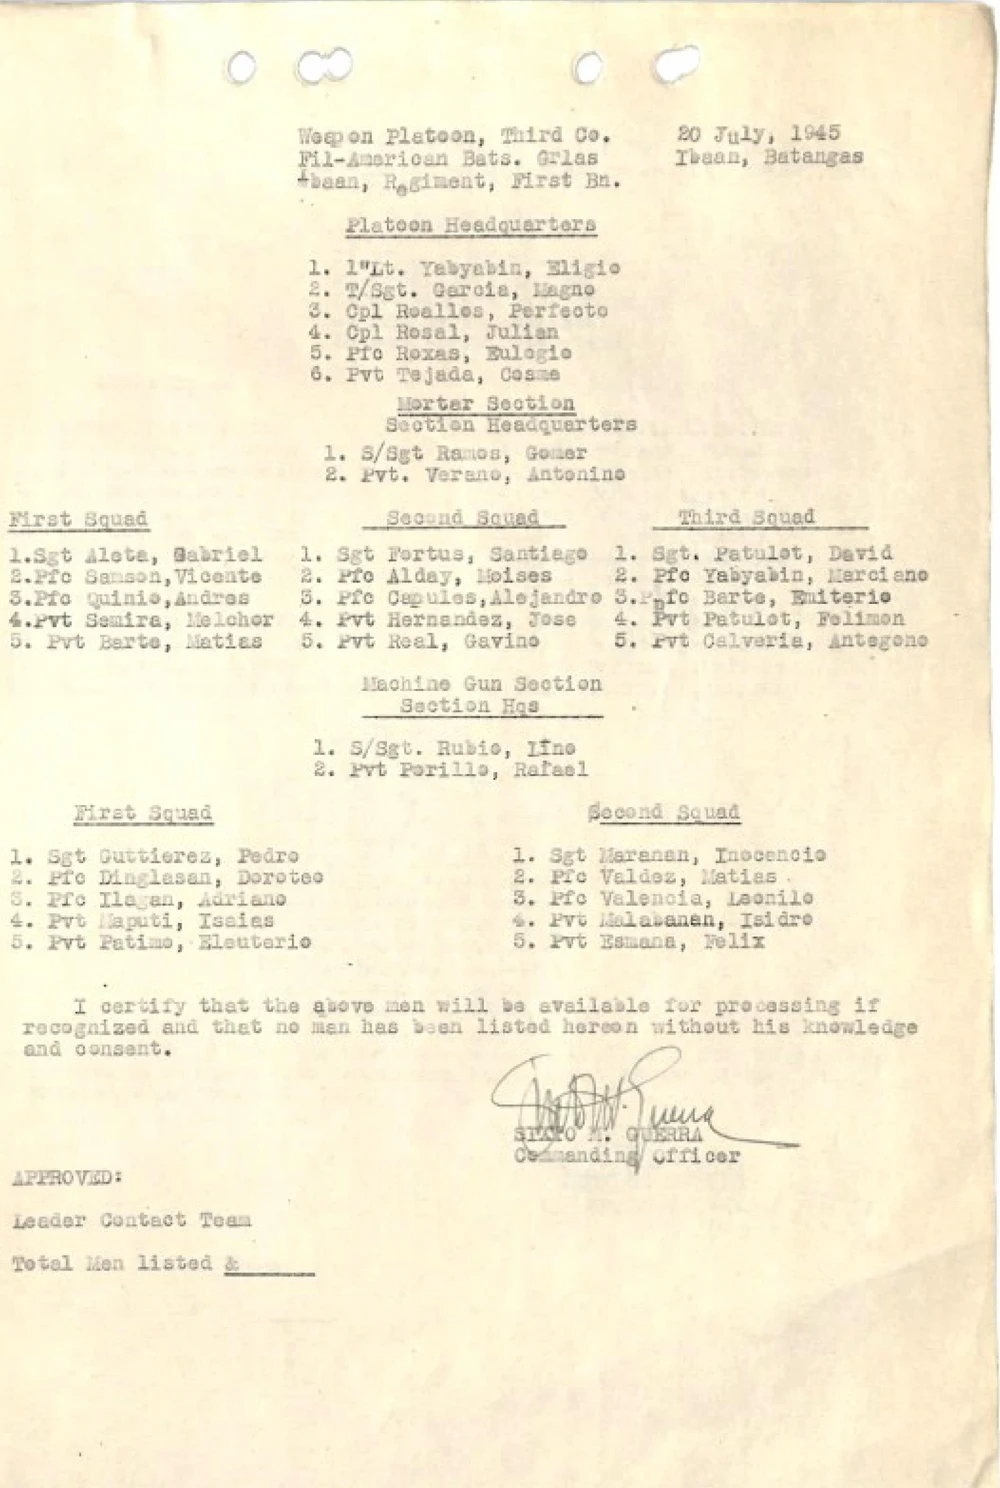 Weapon Platoon, Third Co. 20 July, 1945
Fil-American Bats. Grlas Ibaan, Batangas
Ibaan, Regiment, First Bn.
Platoon Headquarters
1. 1"Lt. Yabyabin, Eligio
2. T/Sgt. Garcia, Magno
3. Cpl Realles, Perfecto
4. Cpl Rosal, Julian
5. Pfc Roxas, Eulogio
6. Pvt Tejada, Cosme
Mortar Section
Section Headquarters
1. S/Sgt Ramos, Gomer
2. Pvt. Verano, Antonino
First Squad Second Squad Third Squad
1.Sgt Aleta, Gabriel 1. Sgt Fortus, Santiago 1. Sgt. Patulot, David
2.Pfc Samson,Vicente 2. Pfc Alday, Moises 2. Pfc Yabyabin, Marciano
3.Pfc Quinio,Andres 3. Pfc Capules,Alejandro 3.Ppfc Barte, Emiterio
4.Pvt Semira, Melchor 4. Pvt Hernandez, Jose 4. Pvt Patulot, Felimon
5. Pvt Barte, Matias 5. Pvt Real, Gavino 5. Pvt Calveria, Antegono
Machine Gun Section
Section Hqs
1. S/Sgt. Rubio, Lino
2. Pvt Perillo, Rafael
First Squad Second Squad
1. Sgt Guttierez, Pedro 1. Sgt Maranan, Inocencio
2. Pfc Dinglasan, Doroteo 2. Pfc Valdez, Matias
3. Pfc Ilagan, Adriano 3. Pfc Valencia, Leonilo
4. Pvt Maputi, Isaias 4. Pvt Malabanan, Isidro
5. Pvt Patimo, Eleuterio 5. Pvt Esmana, Felix
I certify that the above men will be available for processing if
recognized and that no man has been listed hereon without his knowledge
and consent.
Sixto M. Guerra
SIXTO M. GUERRA
Commanding Officer
APPROVED:
Leader Contact Team
Total Men listed &